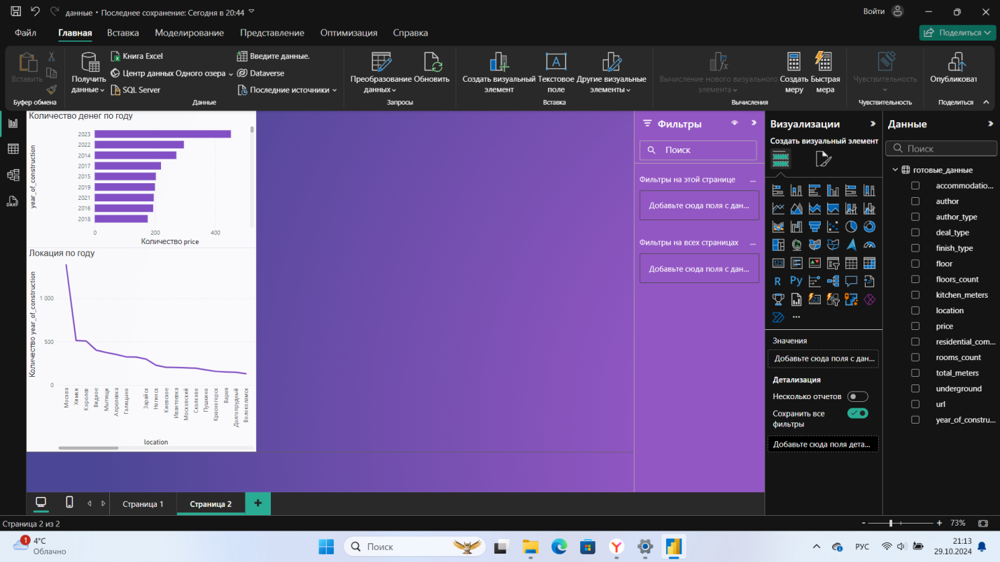 данные • Последнее сохранение: Сегодня в 20:44
Войти
Файл
Главная
Вставка
Моделирование
Представление
Оптимизация
Справка
Поделиться
Вставить
Буфер обмена
Получить
данные
Книга Excel
Центр данных Одного озера
SQL Server
Введите данные.
Dataverse
Последние источники
Данные
Преобразование
данных
Обновить
Запросы
Создать визуальный
элемент
Текстовое
поле
Другие визуальные
элементы
Вставка
Вычисление нового визуального
элемента
Создать
меру
Быстрая
мера
Вычисления
Чувствительность
Чувствительность
Опубликоват
Поделиться
Количество денег по году
year_of_construction
2023
2022
2014
2017
2015
2019
2021
2016
2018
0
200
400
Количество price
Локация по году
Количество year_of_construction
1 000
500
0
Москва
Химки
Королев
Видное
Мытищи
Апрелевка
Голицыно
Зарайск
Ногинск
Киевское
Ивантеевка
Московский
Сколково
Пушкино
Красногорск
Варея
Долгопрудный
Волоколамск
location
Фильтры
Поиск
Фильтры на этой странице
...
Добавьте сюда поля с дан...
Фильтры на всех страницах
...
Добавьте сюда поля с дан...
Визуализации
Создать визуальный элемент
123
R
Py
123
...
Значения
Добавьте сюда поля с дан...
Детализация
Несколько отчетов
Сохранить все
фильтры
Добавьте сюда поля дета...
Данные
Поиск
готовые_данные
accommodatio...
author
author_type
deal_type
finish_type
floor
floors_count
kitchen_meters
location
price
residential_com...
rooms_count
total_meters
underground
url
year_of_constru...
DAX
Страница 1
Страница 2
+
Страница 2 из 2
- + 73%
1
4°C
Облачно
Поиск
РУС
21:13
29.10.2024